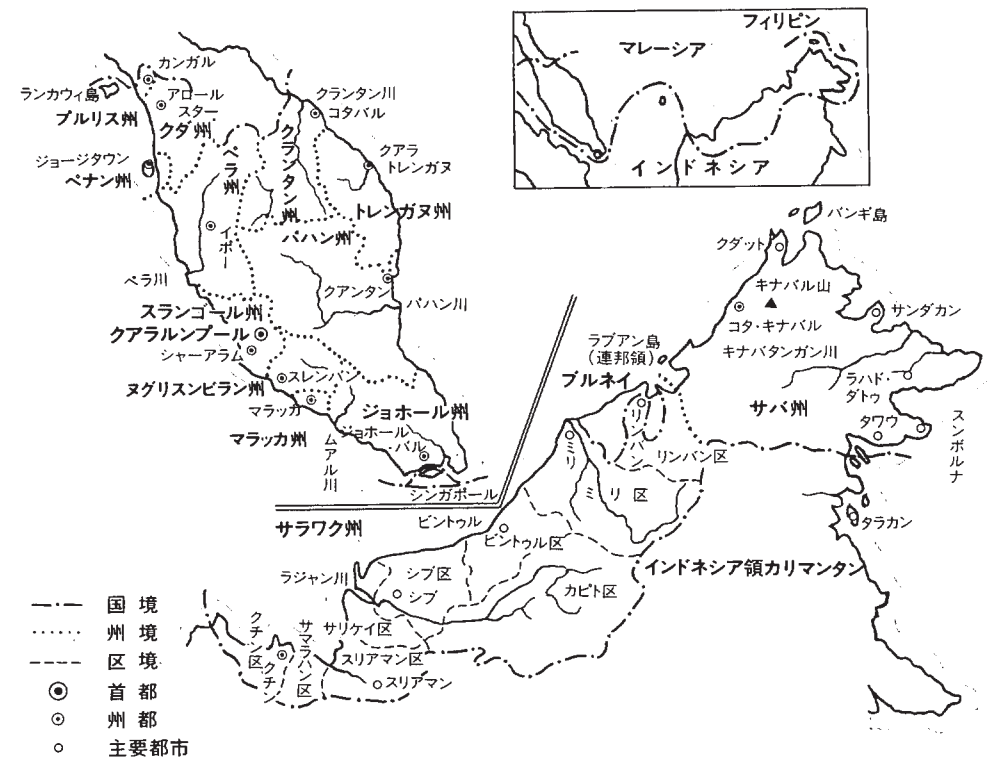 カンガル
ランカウィ島
アロール
スター
プルリス州
クダ州
ジョージタウン
ペナン州
ペラ州
クランタン州
クランタン川
コタバル
クアラ
トレンガヌ
トレンガヌ州
パハン州
イポー
ペラ川
クアンタン
パハン川
スランゴール州
クアラルンプール
シャーアラム
ヌグリスンビラン州
スレンバン
マラッカ
マラッカ州
ムアル川
ジョホール州
ジョホール
バル
シンガポール
フィリピン
マレーシア
インドネシア
バンギ島
クダット
キナバル山
コタ・キナバル
サンダカン
キナバタンガン川
ラブアン島
(連邦領)
ブルネイ
ラハド・
ダトゥ
サバ州
タワウ
スンポルナ
リンバン
リンバン区
ミリ
ミリ区
タラカン
サラワク州
ビントゥル
ビントゥル区
インドネシア領カリマンタン
ラジャン川
シブ区
シブ
カピト区
サリケイ区
サマラハン区
クチン区
クチン
スリアマン区
スリアマン
国境
州境
区境
首都
州都
主要都市